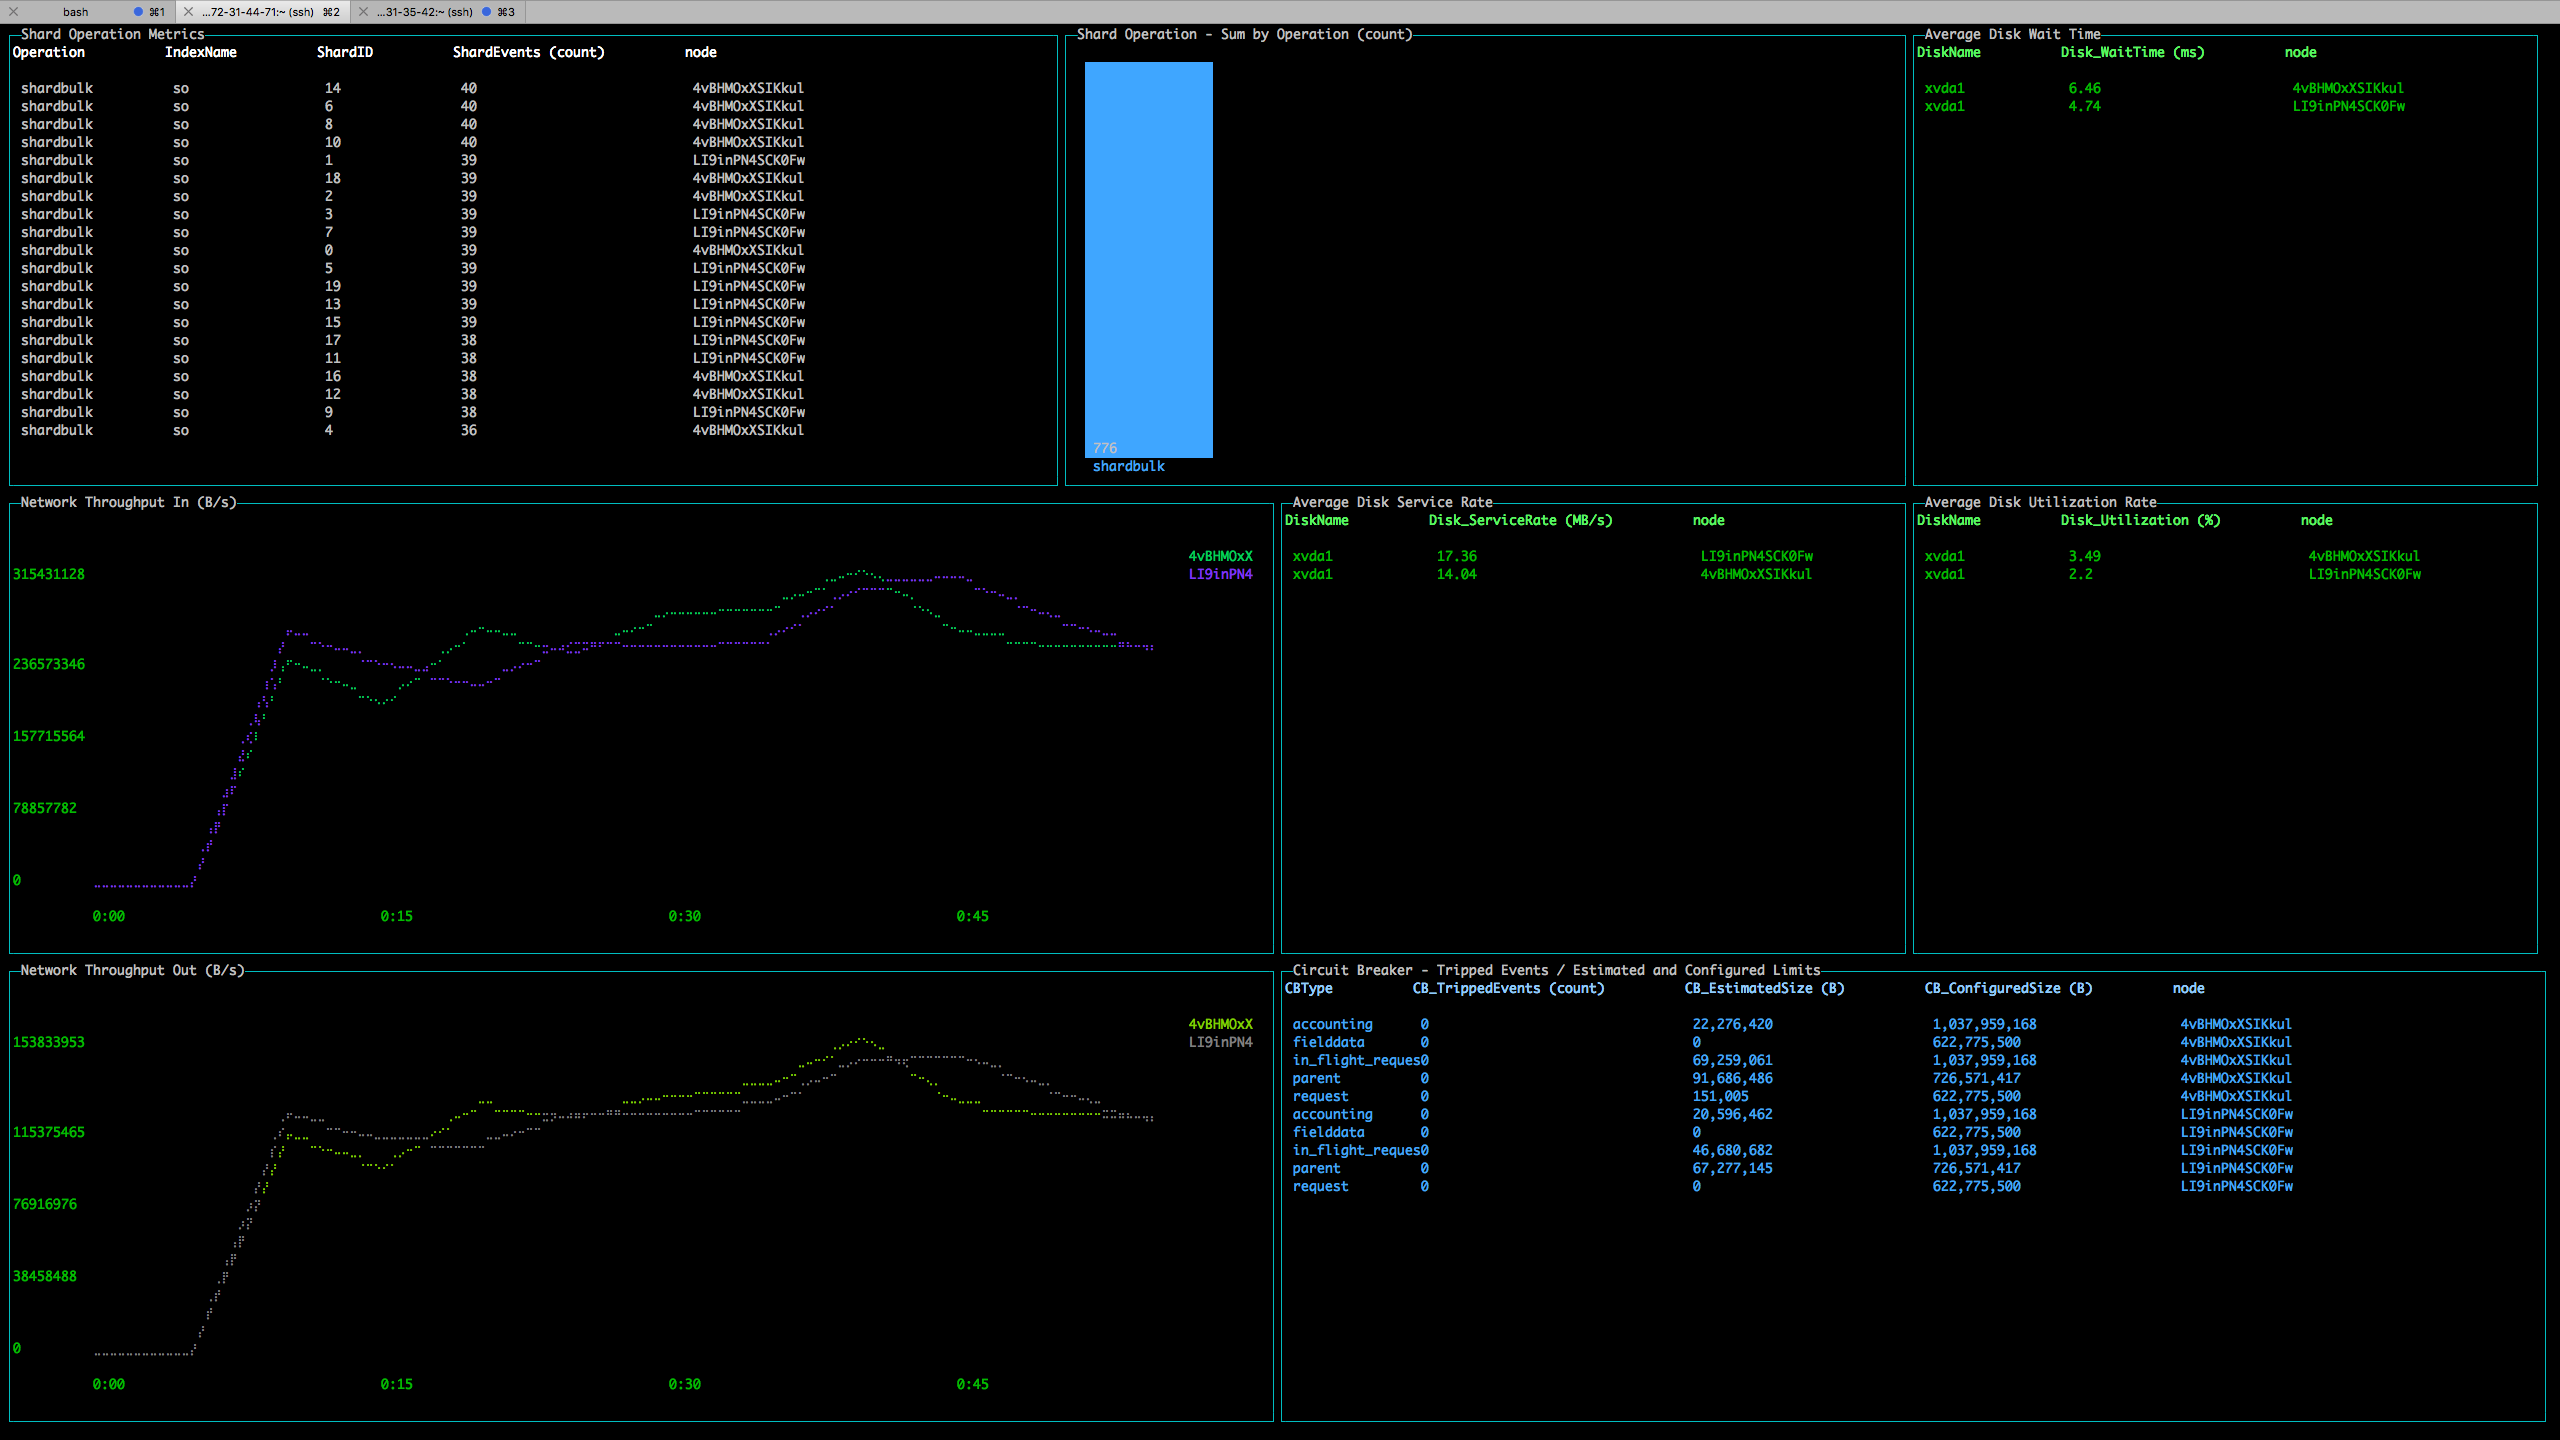 bash ⌘1 ...72-31-44-71:~ (ssh) ⌘2 ...31-35-42:~ (ssh) ⌘3
Shard Operation Metrics
Operation IndexName ShardID ShardEvents (count) node
shardbulk so 14 40 4vBHMOxXSIKkul
shardbulk so 6 40 4vBHMOxXSIKkul
shardbulk so 8 40 4vBHMOxXSIKkul
shardbulk so 10 40 4vBHMOxXSIKkul
shardbulk so 1 39 LI9inPN4SCK0Fw
shardbulk so 18 39 4vBHMOxXSIKkul
shardbulk so 2 39 4vBHMOxXSIKkul
shardbulk so 3 39 LI9inPN4SCK0Fw
shardbulk so 7 39 LI9inPN4SCK0Fw
shardbulk so 0 39 4vBHMOxXSIKkul
shardbulk so 5 39 LI9inPN4SCK0Fw
shardbulk so 19 39 LI9inPN4SCK0Fw
shardbulk so 13 39 LI9inPN4SCK0Fw
shardbulk so 15 39 LI9inPN4SCK0Fw
shardbulk so 17 38 LI9inPN4SCK0Fw
shardbulk so 11 38 LI9inPN4SCK0Fw
shardbulk so 16 38 4vBHMOxXSIKkul
shardbulk so 12 38 4vBHMOxXSIKkul
shardbulk so 9 38 LI9inPN4SCK0Fw
shardbulk so 4 36 4vBHMOxXSIKkul
Shard Operation - Sum by Operation (count)
776
shardbulk
Average Disk Wait Time
DiskName Disk_WaitTime (ms) node
xvda1 6.46 4vBHMOxXSIKkul
xvda1 4.74 LI9inPN4SCK0Fw
Network Throughput In (B/s)
4vBHMOxX
LI9inPN4
315431128
236573346
157715564
78857782
0
0:00 0:15 0:30 0:45
Average Disk Service Rate
DiskName Disk_ServiceRate (MB/s) node
xvda1 17.36 LI9inPN4SCK0Fw
xvda1 14.04 4vBHMOxXSIKkul
Average Disk Utilization Rate
DiskName Disk_Utilization (%) node
xvda1 3.49 4vBHMOxXSIKkul
xvda1 2.2 LI9inPN4SCK0Fw
Network Throughput Out (B/s)
4vBHMOxX
LI9inPN4
153833953
115375465
76916976
38458488
0
0:00 0:15 0:30 0:45
Circuit Breaker - Tripped Events / Estimated and Configured Limits
CBType CB_TrippedEvents (count) CB_EstimatedSize (B) CB_ConfiguredSize (B) node
accounting 0 22,276,420 1,037,959,168 4vBHMOxXSIKkul
fielddata 0 0 622,775,500 4vBHMOxXSIKkul
in_flight_reques0 69,259,061 1,037,959,168 4vBHMOxXSIKkul
parent 0 91,686,486 726,571,417 4vBHMOxXSIKkul
request 0 151,005 622,775,500 4vBHMOxXSIKkul
accounting 0 20,596,462 1,037,959,168 LI9inPN4SCK0Fw
fielddata 0 0 622,775,500 LI9inPN4SCK0Fw
in_flight_reques0 46,680,682 1,037,959,168 LI9inPN4SCK0Fw
parent 0 67,277,145 726,571,417 LI9inPN4SCK0Fw
request 0 0 622,775,500 LI9inPN4SCK0Fw